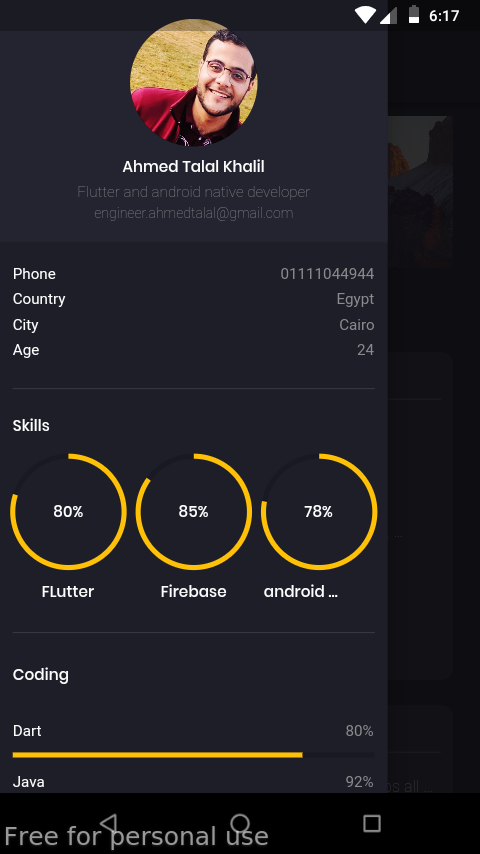 6:17
Ahmed Talal Khalil
Flutter and android native developer
engineer.ahmedtalal@gmail.com
Phone 01111044944
Country Egypt
City Cairo
Age 24
Skills
80% 85% 78%
FLutter Firebase android ...
Coding
Dart 80%
Java 92%
all ...
Free for personal use